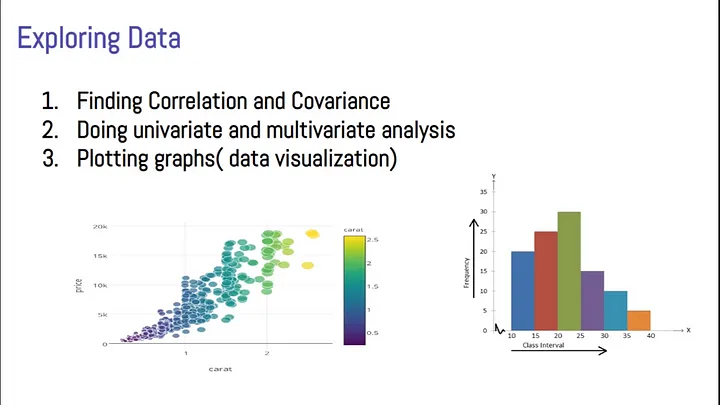 Exploring Data
1. Finding Correlation and Covariance
2. Doing univariate and multivariate analysis
3. Plotting graphs( data visualization)
20k
15k
10k
5k
0
price
1
2
carat
carat
2.5
2
1.5
1
0.5
Y
35
30
25
20
15
10
5
0
Frequency
10 15 20 25 30 35 40
X
Class Interval